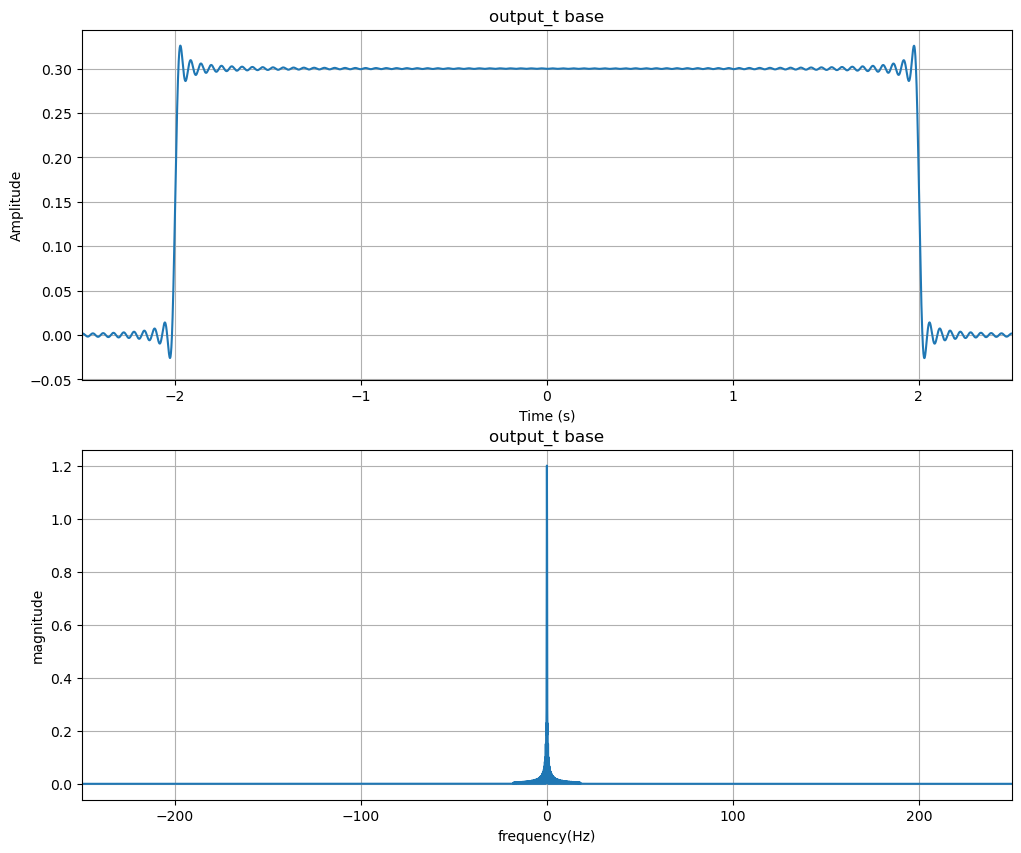 output_t base
0.30
0.25
0.20
0.15
0.10
0.05
0.00
−0.05
Amplitude
−2 −1 0 1 2
Time (s)
output_t base
1.2
1.0
0.8
0.6
0.4
0.2
0.0
magnitude
−200 −100 0 100 200
frequency(Hz)